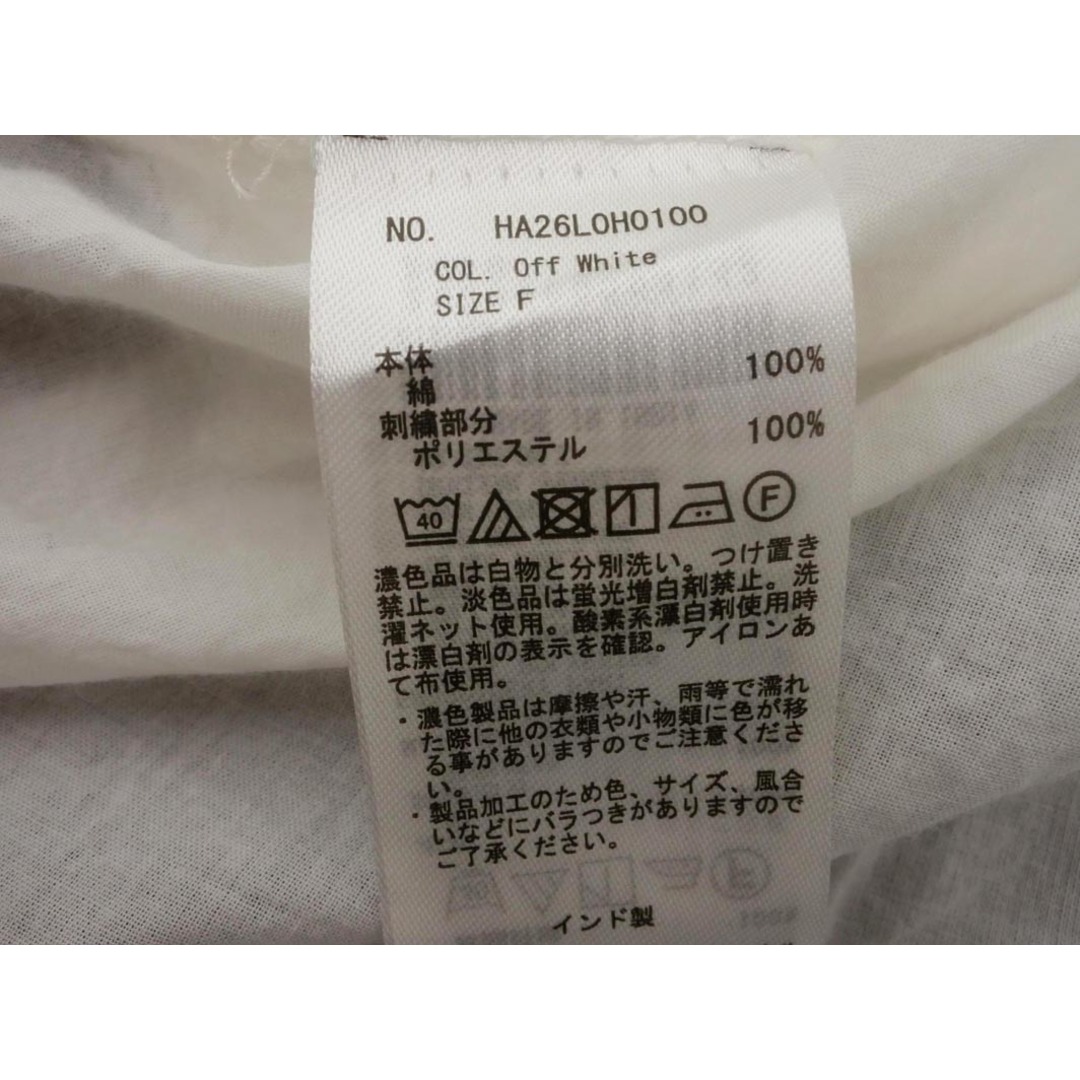 NO. HA26L0H0100
COL. Off White
SIZE F
本体
綿 100%
刺繍部分
ポリエステル 100%
40
F
濃色品は白物と分別洗い。つけ置き
禁止。淡色品は蛍光増白剤禁止。洗
濯ネット使用。酸素系漂白剤使用時
は漂白剤の表示を確認。アイロンあ
て布使用。
・濃色製品は摩擦や汗、雨等で濡れ
た際に他の衣類や小物類に色が移
る事がありますのでご注意くださ
い。
・製品加工のため色、サイズ、風合
いなどにバラつきがありますので
ご了承ください。
インド製